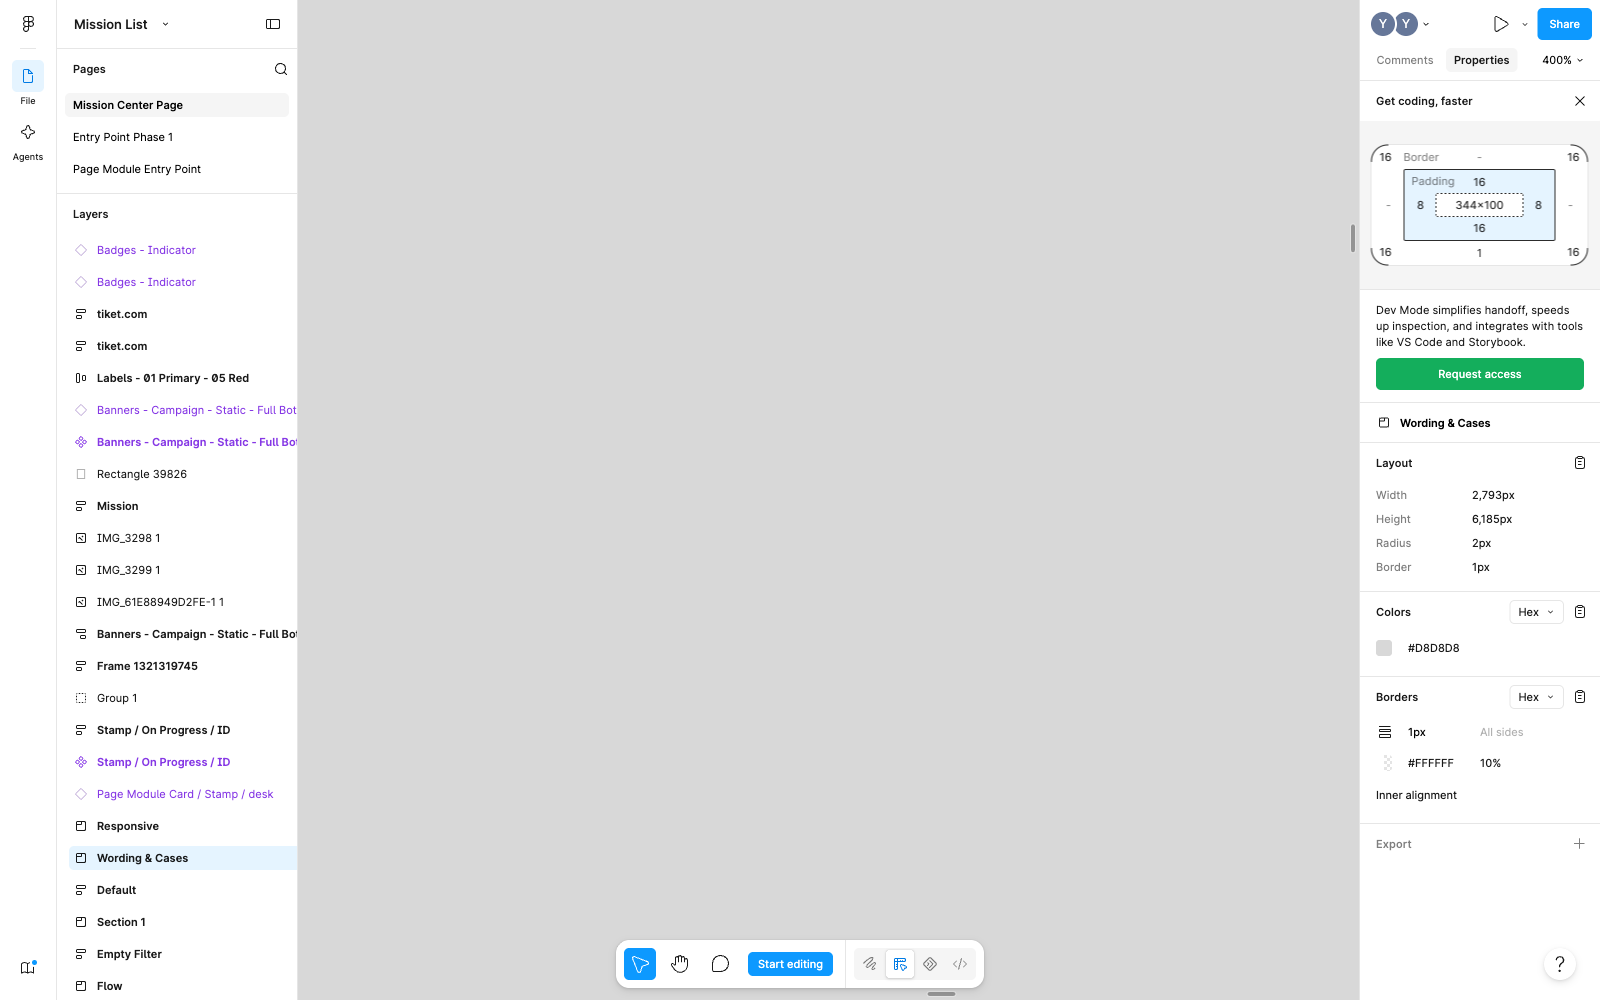 Mission List
File
Agents
Pages
Mission Center Page
Entry Point Phase 1
Page Module Entry Point
Layers
Badges - Indicator
Badges - Indicator
tiket.com
tiket.com
Labels - 01 Primary - 05 Red
Banners - Campaign - Static - Full Bot
Banners - Campaign - Static - Full Bot
Rectangle 39826
Mission
IMG_3298 1
IMG_3299 1
IMG_61E88949D2FE-1 1
Banners - Campaign - Static - Full Bot
Frame 1321319745
Group 1
Stamp / On Progress / ID
Stamp / On Progress / ID
Page Module Card / Stamp / desk
Responsive
Wording & Cases
Default
Section 1
Empty Filter
Flow
Start editing
Y Y
Share
Comments Properties 400%
Get coding, faster
16 Border - 16
Padding 16
- 8 344×100 8 -
16
16 1 16
Dev Mode simplifies handoff, speeds
up inspection, and integrates with tools
like VS Code and Storybook.
Request access
Wording & Cases
Layout
Width 2,793px
Height 6,185px
Radius 2px
Border 1px
Colors Hex
#D8D8D8
Borders Hex
1px All sides
#FFFFFF 10%
Inner alignment
Export
?